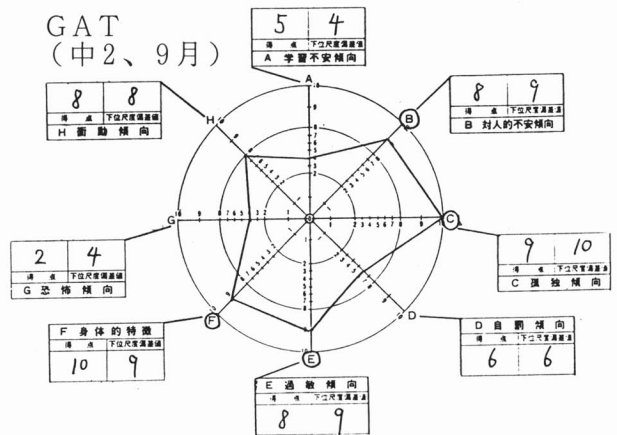 GAT
(中2、9月)
5 4
得点 下位尺度偏差値
A 学習不安傾向
8 9
得点 下位尺度偏差値
B 対人的不安傾向
9 10
得点 下位尺度偏差値
C 孤独傾向
D 自罰傾向
得点 下位尺度偏差値
6 6
E 過敏傾向
得点 下位尺度偏差値
8 9
F 身体的特徴
得点 下位尺度偏差値
10 9
2 4
得点 下位尺度偏差値
G 恐怖傾向
8 8
得点 下位尺度偏差値
H 衝動傾向
A
B
C
D
E
F
G
H